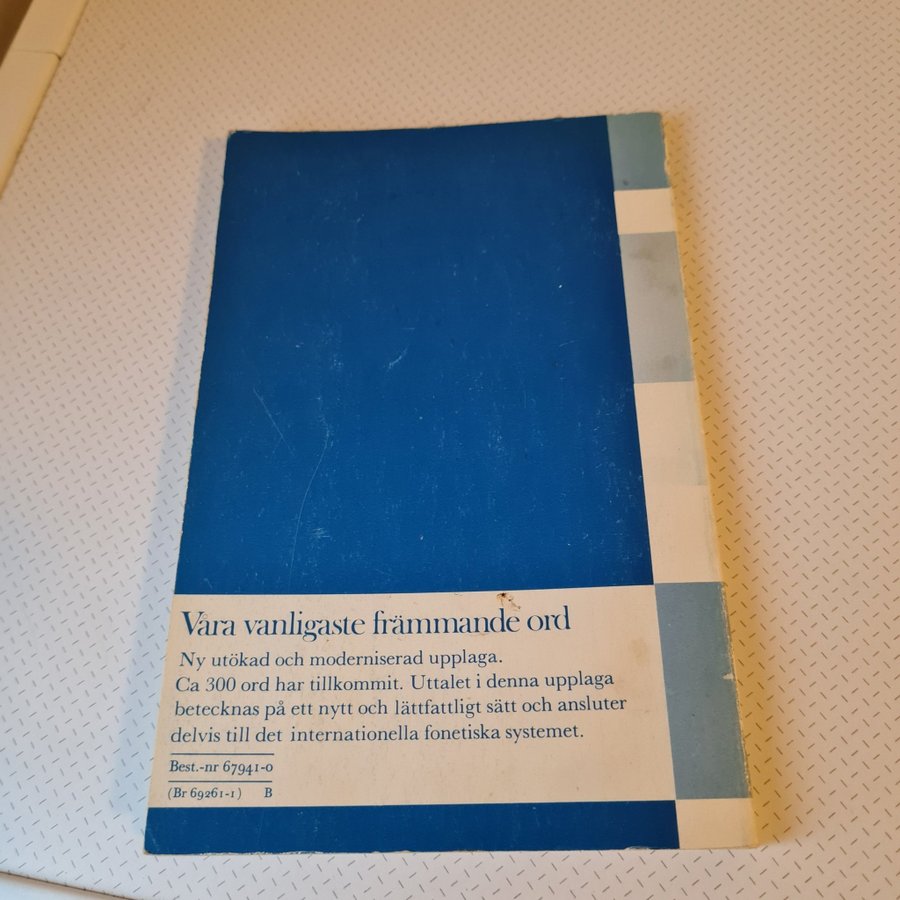 Våra vanligaste främmande ord
Ny utökad och moderniserad upplaga.
Ca 300 ord har tillkommit. Uttalet i denna upplaga
betecknas på ett nytt och lättfattligt sätt och ansluter
delvis till det internationella fonetiska systemet.
Best.-nr 67941-0
(Br 69261-1) B